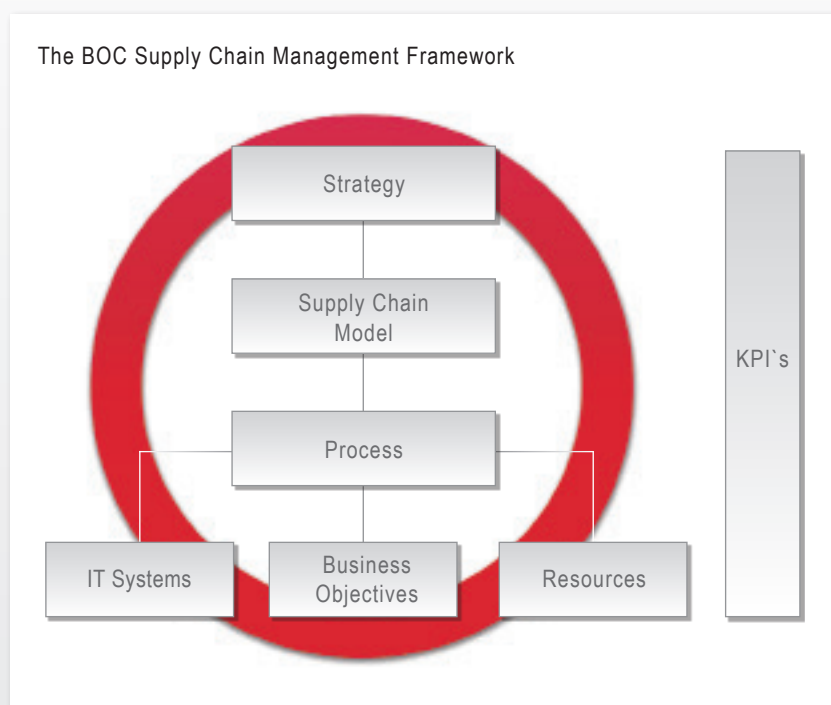 The BOC Supply Chain Management Framework
Strategy
Supply Chain
Model
KPI`s
Process
IT Systems
Business
Objectives
Resources